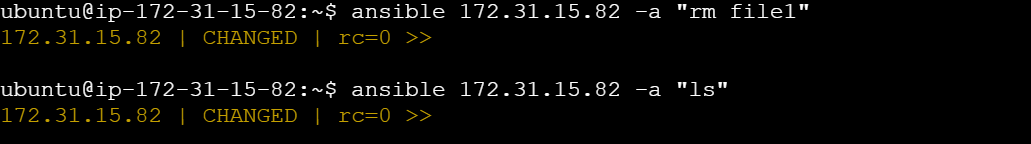 ubuntu@ip-172-31-15-82:~$ ansible 172.31.15.82 -a "rm file1"
172.31.15.82 | CHANGED | rc=0 >>
ubuntu@ip-172-31-15-82:~$ ansible 172.31.15.82 -a "ls"
172.31.15.82 | CHANGED | rc=0 >>